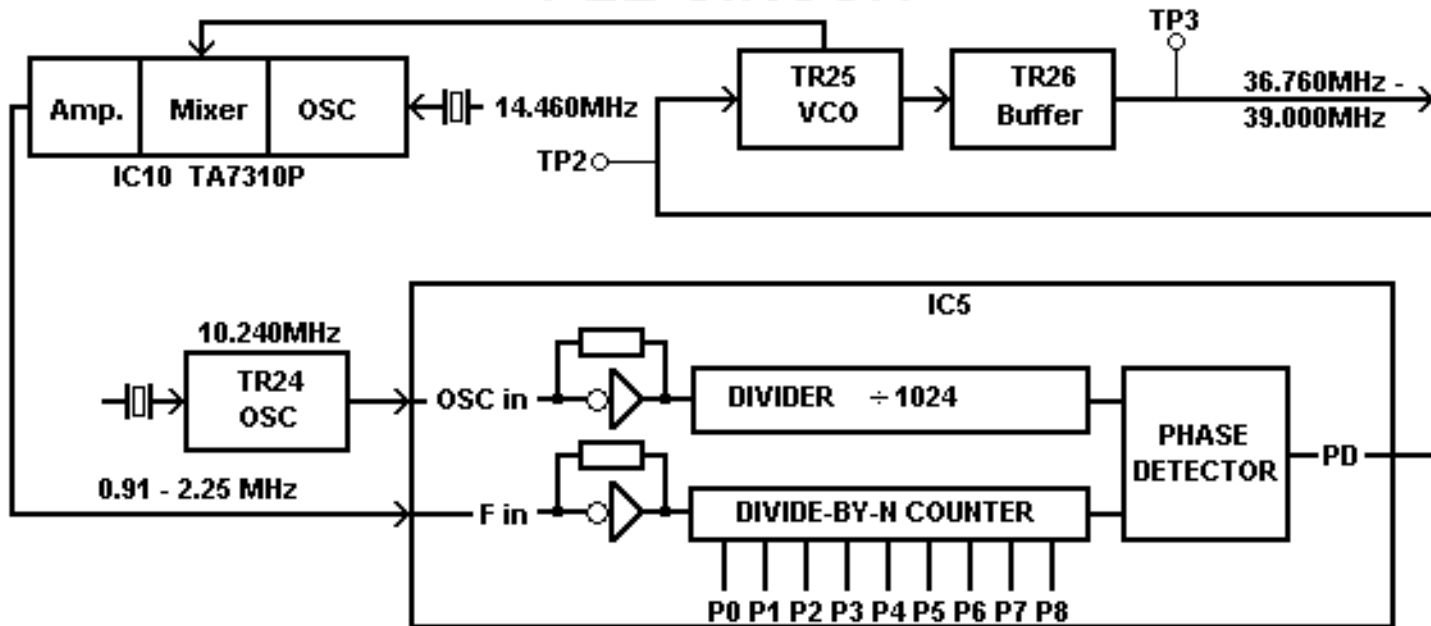 TP3
Amp. Mixer OSC
14.460MHz
IC10 TA7310P
TR25
VCO
TR26
Buffer
36.760MHz -
39.000MHz
TP2
IC5
10.240MHz
TR24
OSC
OSC in
DIVIDER ÷ 1024
PHASE
DETECTOR
PD
0.91 - 2.25 MHz
F in
DIVIDE-BY-N COUNTER
P0 P1 P2 P3 P4 P5 P6 P7 P8